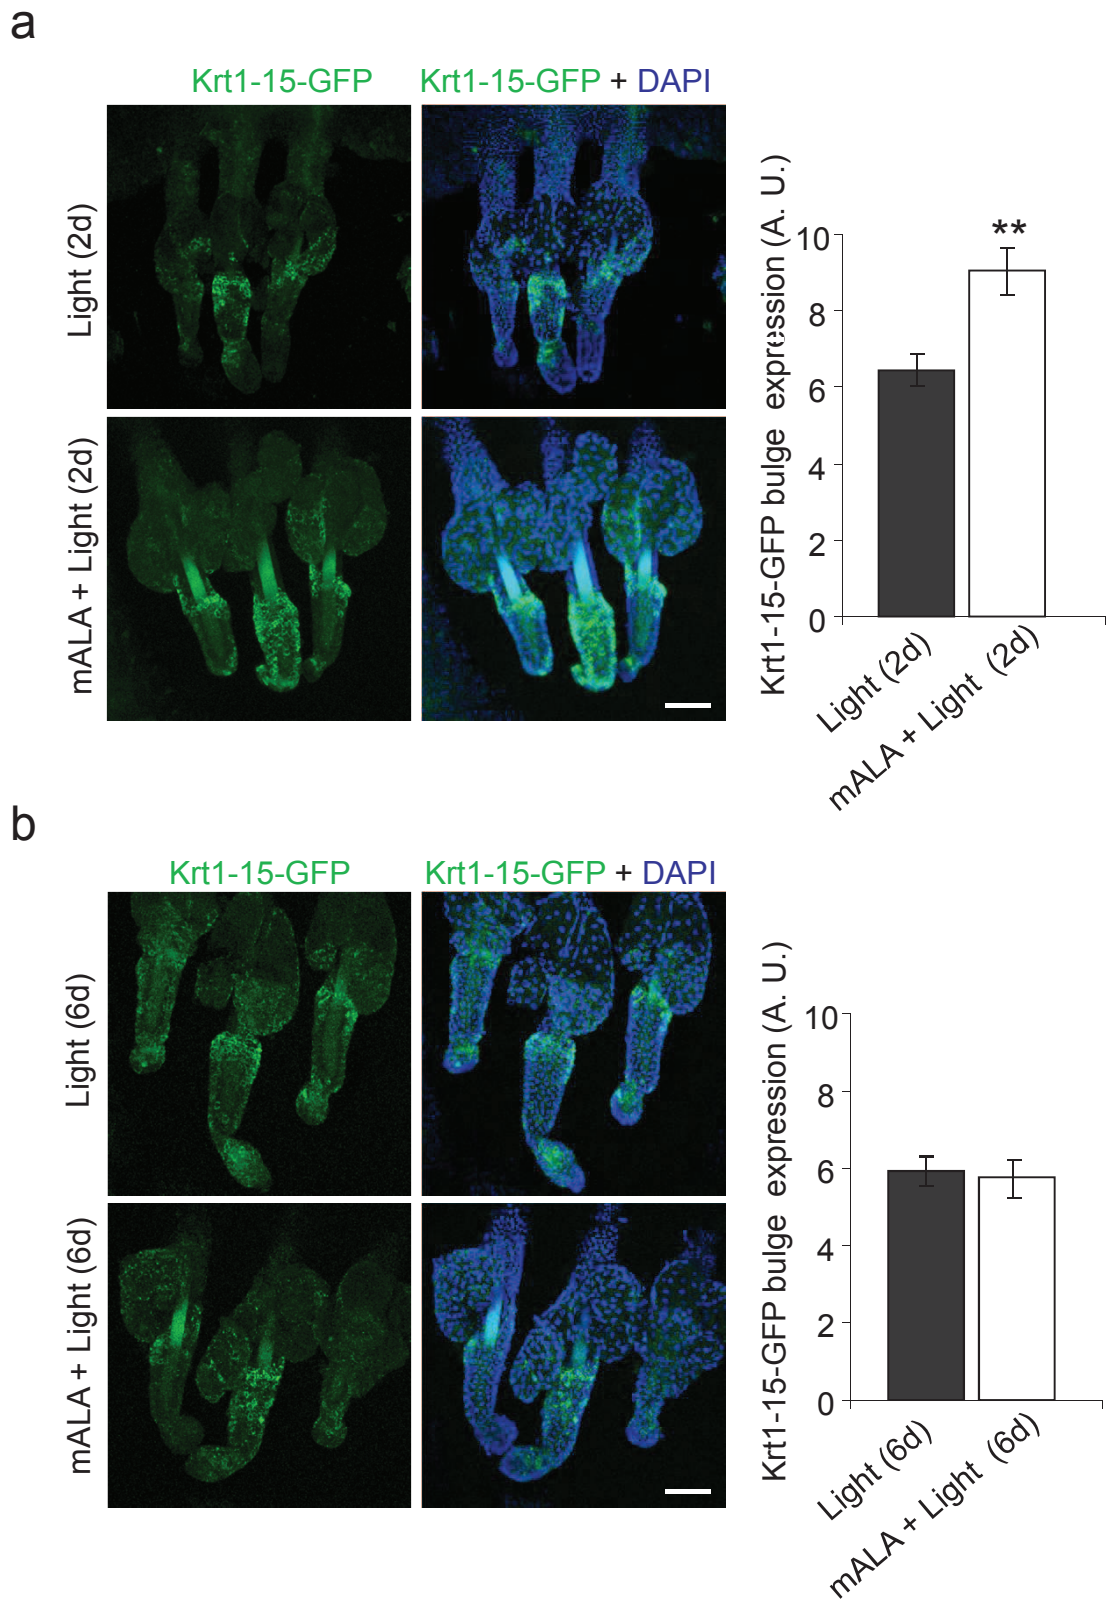 a
Krt1-15-GFP
Krt1-15-GFP + DAPI
Light (2d)
mALA + Light (2d)
Krt1-15-GFP bulge expression (A. U.)
10
8
6
4
2
0
**
Light (2d)
mALA + Light (2d)
b
Krt1-15-GFP
Krt1-15-GFP + DAPI
Light (6d)
mALA + Light (6d)
Krt1-15-GFP bulge expression (A. U.)
10
8
6
4
2
0
Light (6d)
mALA + Light (6d)